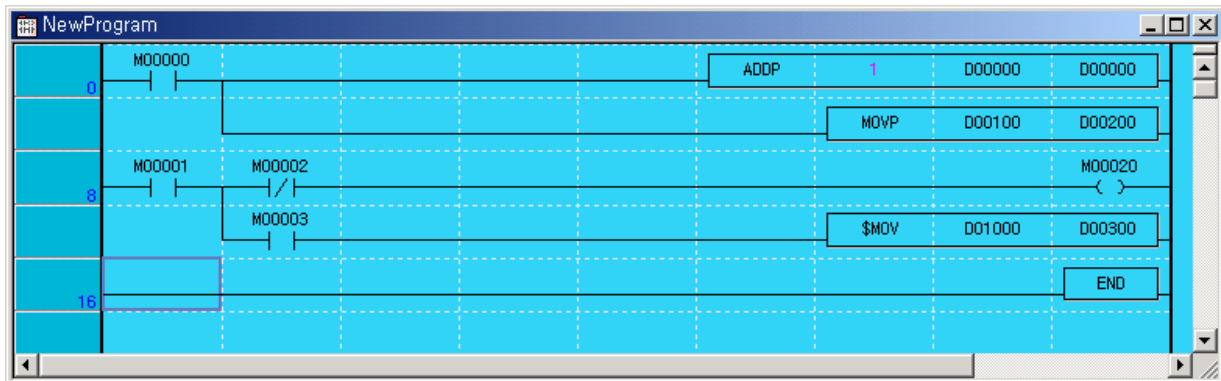 NewProgram
M00000
0 ADDP 1 D00000 D00000
MOVP D00100 D00200
M00001 M00002 M00020
8
M00003
$MOV D01000 D00300
16 END